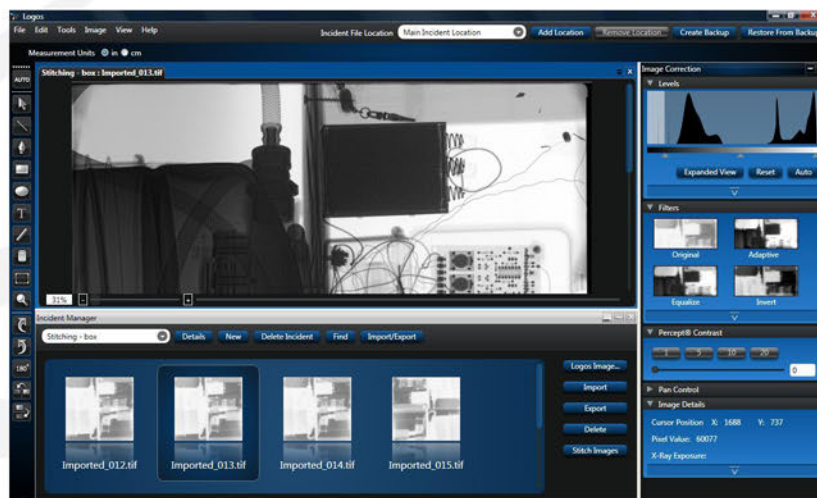 Logos
File Edit Tools Image View Help
Incident File Location Main Incident Location Add Location Remove Location Create Backup Restore From Backup
Measurement Units in cm
AUTO
Stitching - box : Imported_013.tif
X
T
180°
31% - +
Incident Manager
Stitching - box Details New Delete Incident Find Import/Export
Imported_012.tif Imported_013.tif Imported_014.tif Imported_015.tif
Logos Image...
Import
Export
Delete
Stitch Images
Image Correction
Levels
Expanded View Reset Auto
Filters
Original Adaptive
Equalize Invert
Percept® Contrast
1 5 10 20
0
Pan Control
Image Details
Cursor Position X: 1688 Y: 737
Pixel Value: 60077
X-Ray Exposure: